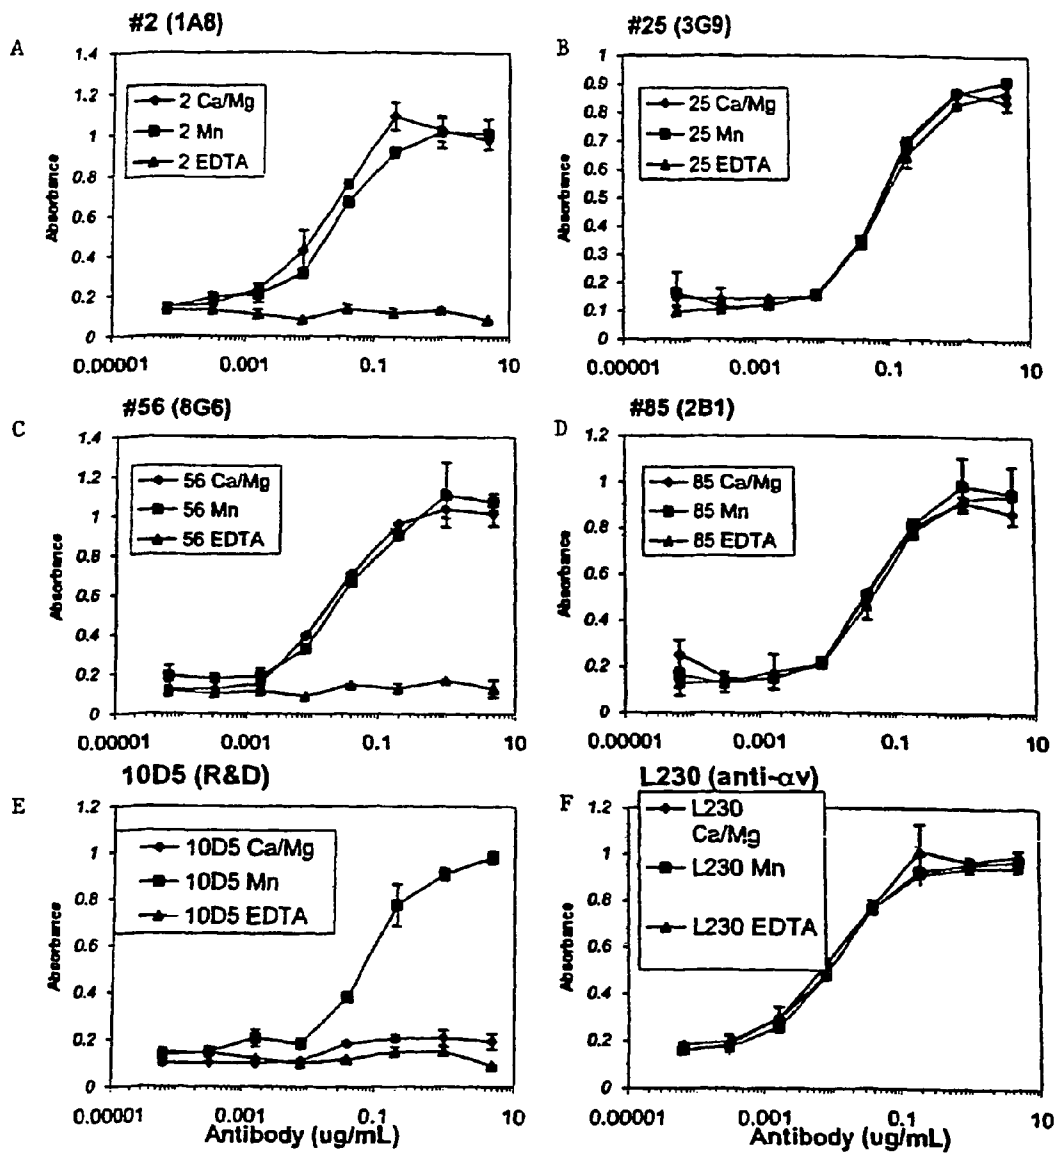 A
#2 (1A8)
1.4
1.2
1
0.8
0.6
0.4
0.2
0
Absorbance
2 Ca/Mg
2 Mn
2 EDTA
0.00001
0.001
0.1
10
B
#25 (3G9)
1
0.9
0.8
0.7
0.6
0.5
0.4
0.3
0.2
0.1
0
Absorbance
25 Ca/Mg
25 Mn
25 EDTA
0.00001
0.001
0.1
10
C
#56 (8G6)
1.4
1.2
1
0.8
0.6
0.4
0.2
0
Absorbance
56 Ca/Mg
56 Mn
56 EDTA
0.00001
0.001
0.1
10
D
#85 (2B1)
1.2
1
0.8
0.6
0.4
0.2
0
Absorbance
85 Ca/Mg
85 Mn
85 EDTA
0.00001
0.001
0.1
10
E
10D5 (R&D)
1.2
1
0.8
0.6
0.4
0.2
0
Absorbance
10D5 Ca/Mg
10D5 Mn
10D5 EDTA
0.00001
0.001
0.1
10
Antibody (ug/mL)
F
L230 (anti-αv)
1.2
1
0.8
0.6
0.4
0.2
0
Absorbance
L230
Ca/Mg
L230 Mn
L230 EDTA
0.00001
0.001
0.1
10
Antibody (ug/mL)